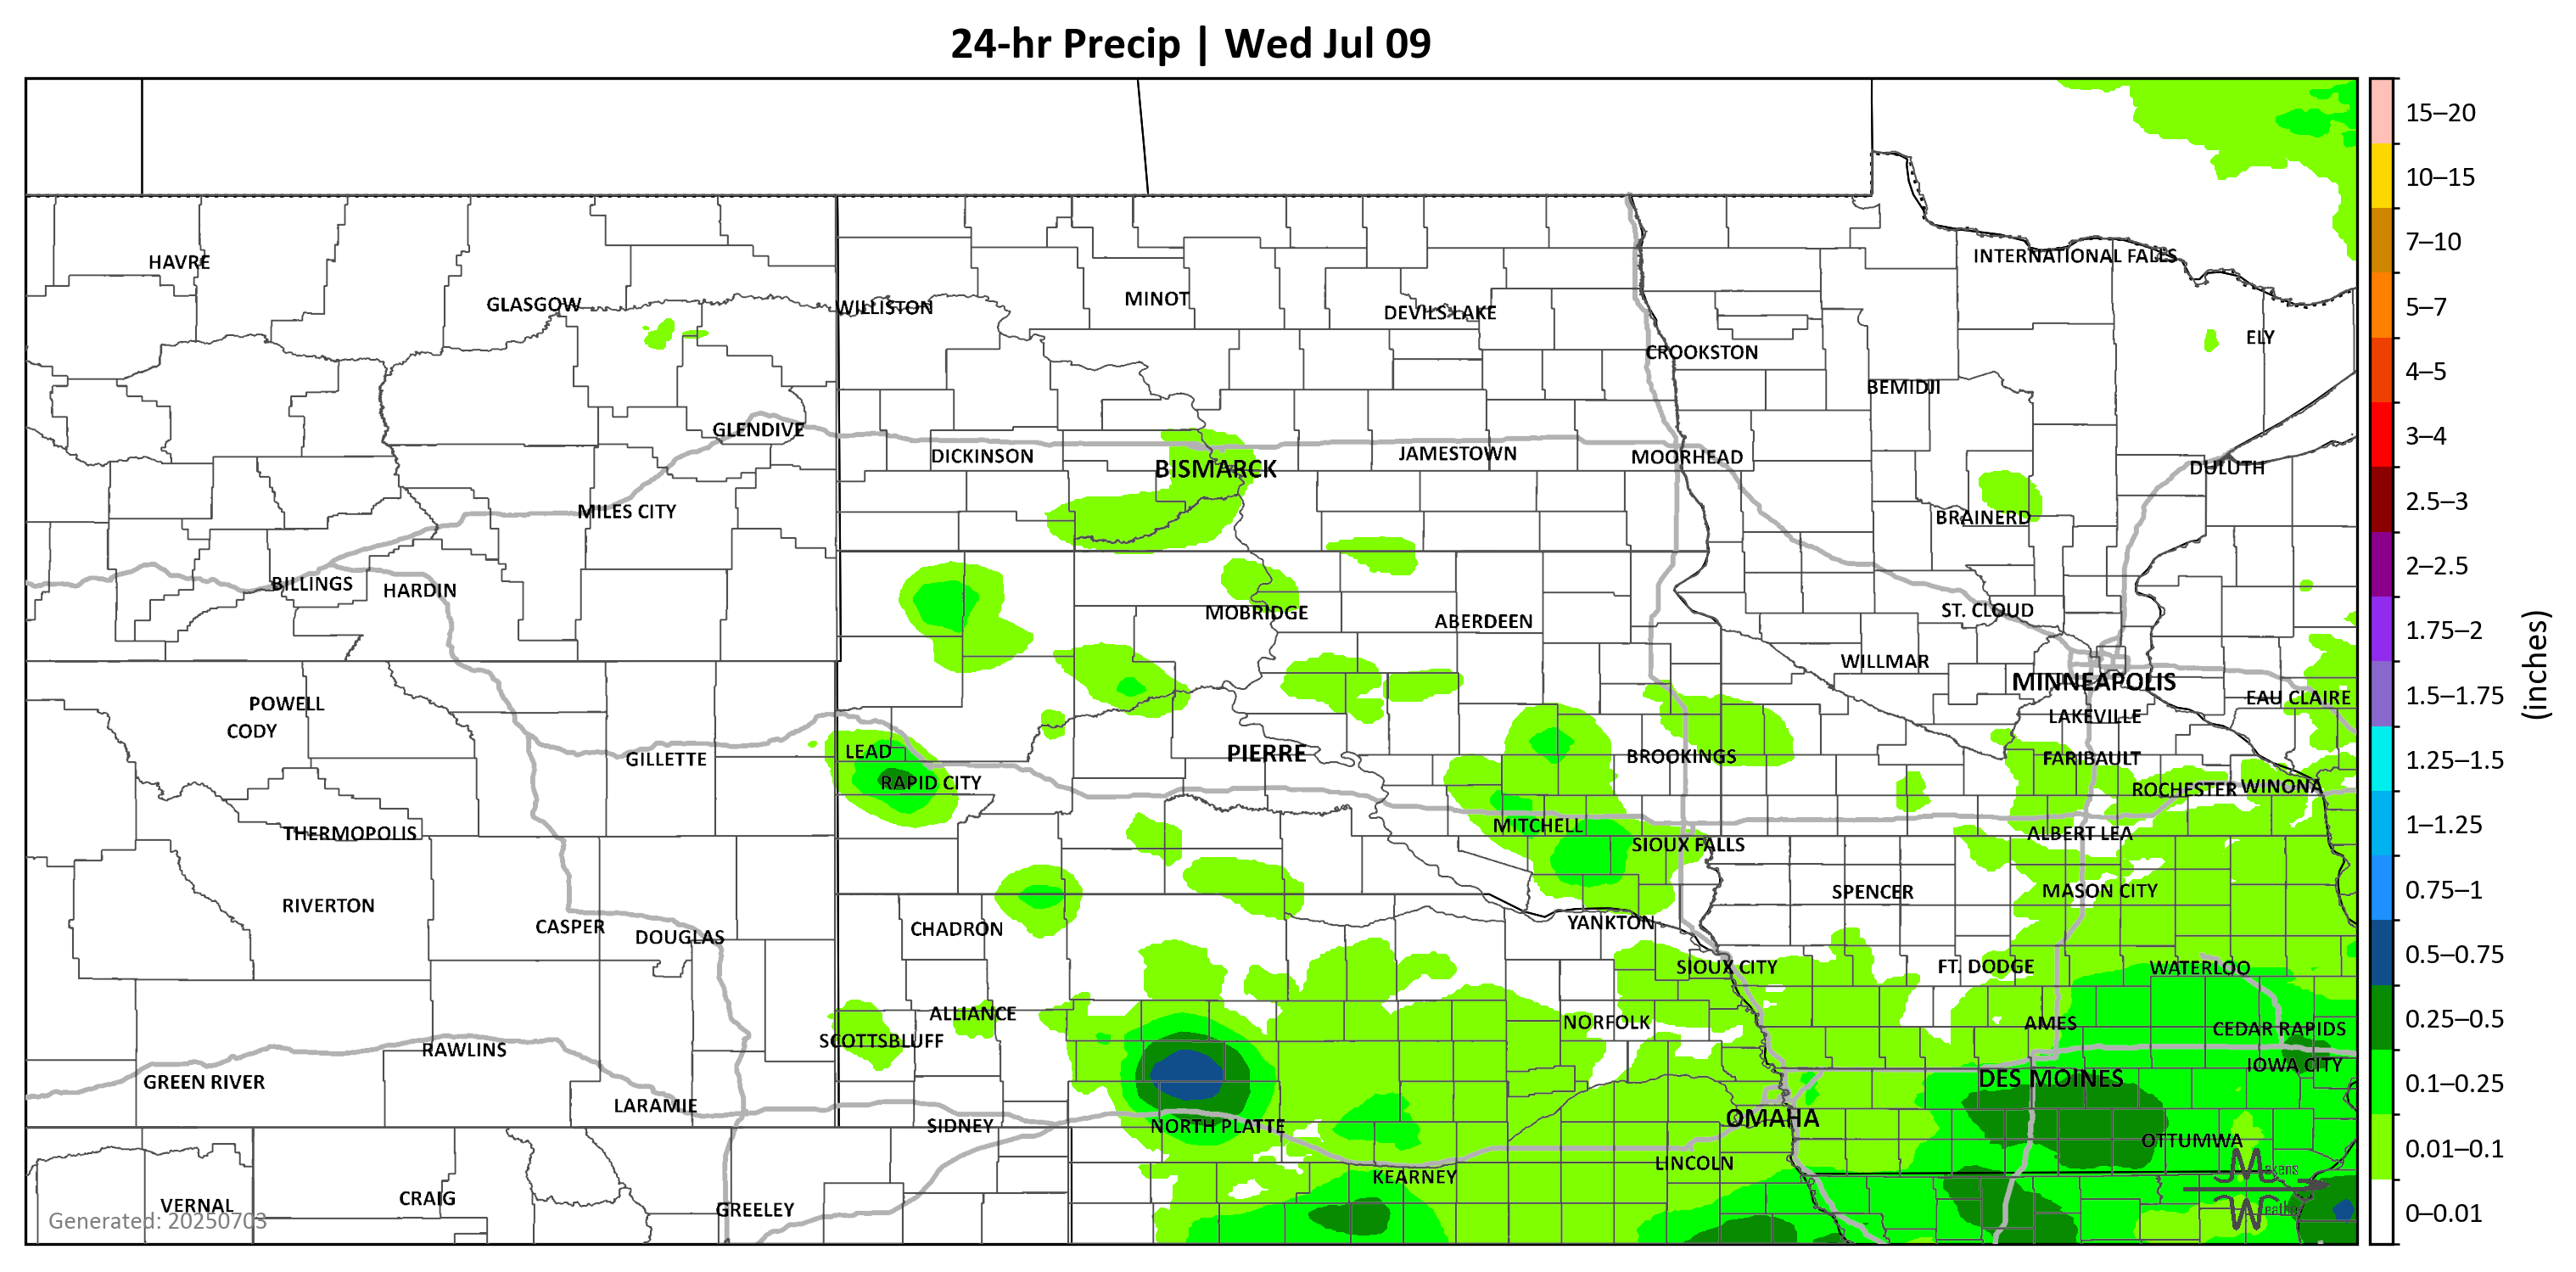 24-hr Precip | Wed Jul 09
HAVRE
GLASGOW
WILLISTON
MINOT
DEVILS LAKE
INTERNATIONAL FALLS
CROOKSTON
ELY
BEMIDJI
GLENDIVE
DICKINSON
BISMARCK
JAMESTOWN
MOORHEAD
DULUTH
MILES CITY
BRAINERD
BILLINGS
HARDIN
MOBRIDGE
ABERDEEN
ST. CLOUD
WILLMAR
MINNEAPOLIS
POWELL
EAU CLAIRE
CODY
LAKEVILLE
GILLETTE
LEAD
PIERRE
BROOKINGS
FARIBAULT
RAPID CITY
ROCHESTER
WINONA
THERMOPOLIS
MITCHELL
SIOUX FALLS
ALBERT LEA
RIVERTON
SPENCER
MASON CITY
CASPER
DOUGLAS
CHADRON
YANKTON
SIOUX CITY
FT. DODGE
WATERLOO
ALLIANCE
NORFOLK
AMES
CEDAR RAPIDS
SCOTTSBLUFF
RAWLINS
IOWA CITY
GREEN RIVER
DES MOINES
LARAMIE
SIDNEY
NORTH PLATTE
OMAHA
OTTUMWA
LINCOLN
KEARNEY
VERNAL
CRAIG
GREELEY
Generated: 20250703
Makens
Weather
15–20
10–15
7–10
5–7
4–5
3–4
2.5–3
2–2.5
1.75–2
1.5–1.75
1.25–1.5
1–1.25
0.75–1
0.5–0.75
0.25–0.5
0.1–0.25
0.01–0.1
0–0.01
(inches)